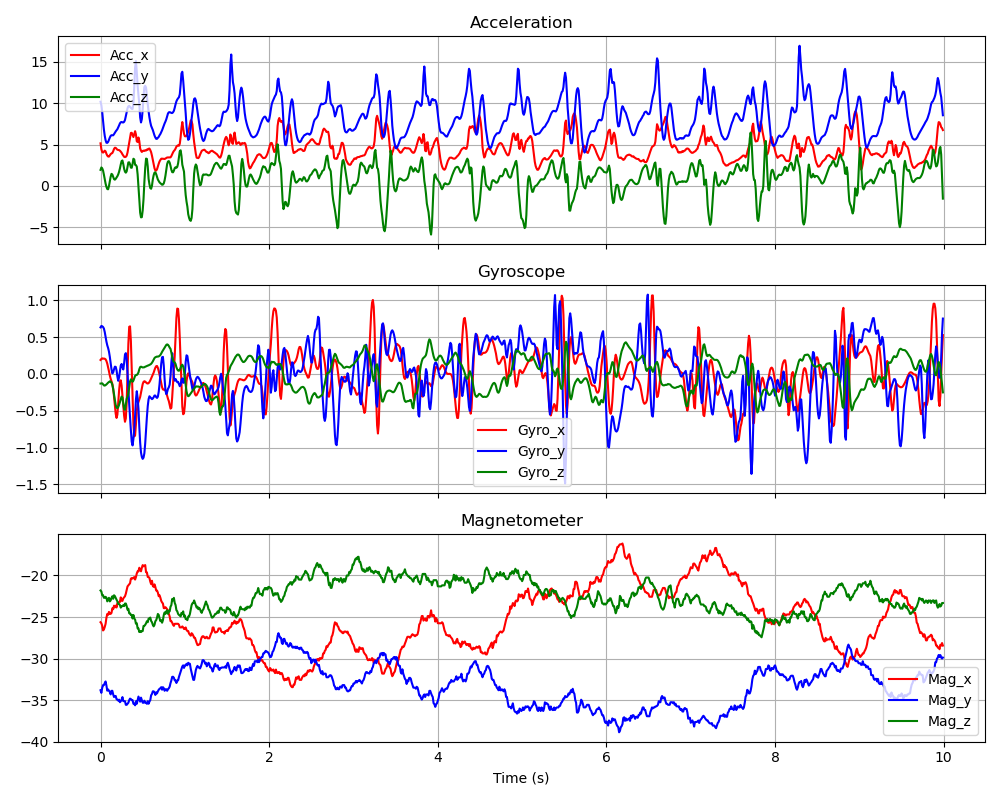 Acceleration
Acc_x
Acc_y
Acc_z
15
10
5
0
−5
Gyroscope
1.0
0.5
0.0
−0.5
−1.0
−1.5
Gyro_x
Gyro_y
Gyro_z
Magnetometer
−20
−25
−30
−35
−40
Mag_x
Mag_y
Mag_z
0 2 4 6 8 10
Time (s)